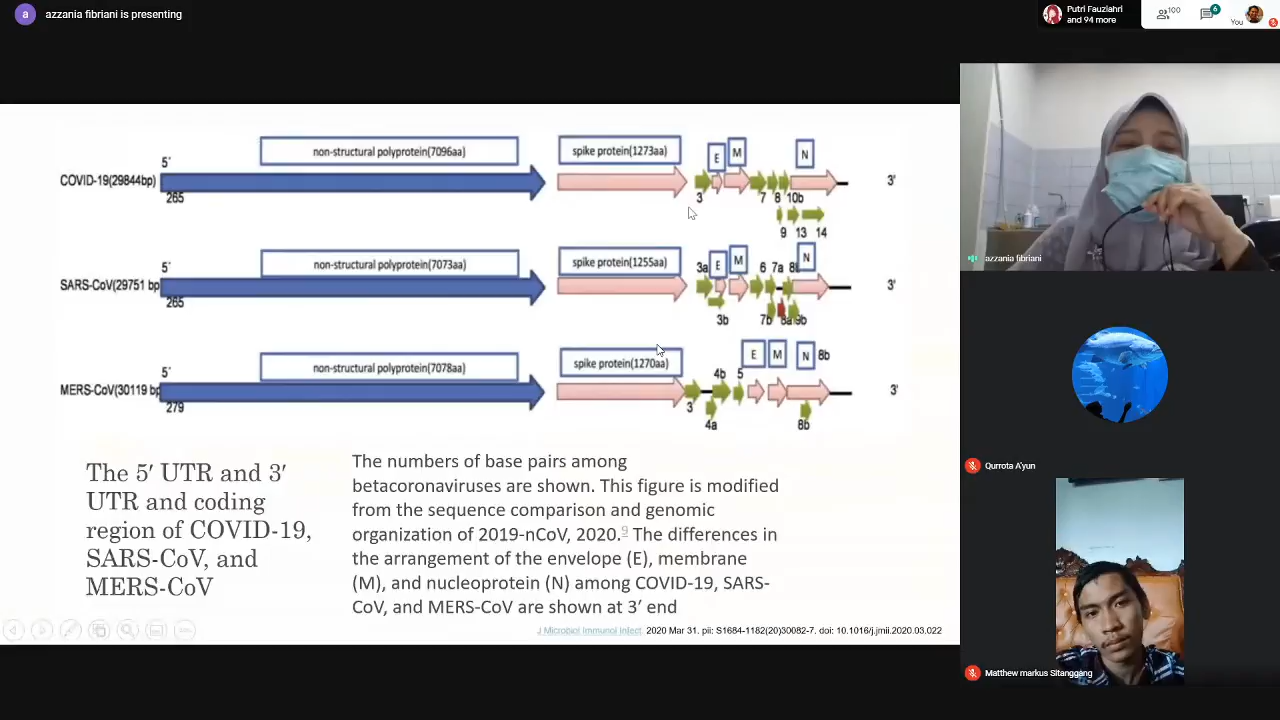 a azzania fibriani is presenting
Putri Fauziahri
and 94 more
100
6
You
non-structural polyprotein(7096aa)
spike protein(1273aa)
E
M
N
5'
COVID-19(29844bp)
3'
265
3
7
8
10b
9
13
14
non-structural polyprotein(7073aa)
spike protein(1255aa)
3a
E
M
6
7a
N
5'
SARS-CoV(29751 bp
3'
265
3b
7b
8a
9b
non-structural polyprotein(7078aa)
spike protein(1270aa)
E
M
N
8b
5'
4b
5
MERS-CoV(30119 bp
3'
279
3
4a
8b
The 5′ UTR and 3′
UTR and coding
region of COVID-19,
SARS-CoV, and
MERS-CoV
The numbers of base pairs among
betacoronaviruses are shown. This figure is modified
from the sequence comparison and genomic
organization of 2019-nCoV, 2020.9 The differences in
the arrangement of the envelope (E), membrane
(M), and nucleoprotein (N) among COVID-19, SARS-
CoV, and MERS-CoV are shown at 3′ end
J Microbiol Immunol Infect. 2020 Mar 31. pii: S1684-1182(20)30082-7. doi: 10.1016/j.jmii.2020.03.022
azzania fibriani
Qurrota A'yun
Matthew markus Sitanggang